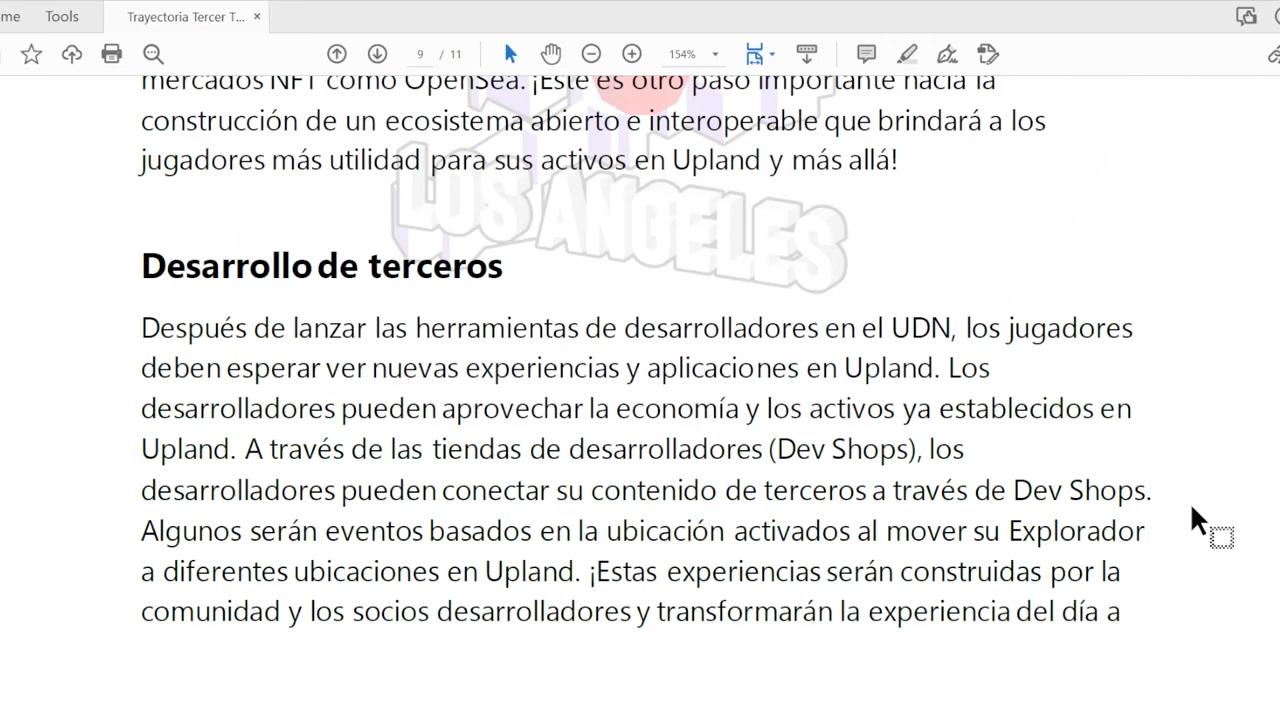 me Tools Trayectoria Tercer T... ×
9 / 11 154%
mercados NFT como OpenSea. ¡Este es otro paso importante hacia la
construcción de un ecosistema abierto e interoperable que brindará a los
jugadores más utilidad para sus activos en Upland y más allá!
LOS ANGELES
Desarrollo de terceros
Después de lanzar las herramientas de desarrolladores en el UDN, los jugadores
deben esperar ver nuevas experiencias y aplicaciones en Upland. Los
desarrolladores pueden aprovechar la economía y los activos ya establecidos en
Upland. A través de las tiendas de desarrolladores (Dev Shops), los
desarrolladores pueden conectar su contenido de terceros a través de Dev Shops.
Algunos serán eventos basados en la ubicación activados al mover su Explorador
a diferentes ubicaciones en Upland. ¡Estas experiencias serán construidas por la
comunidad y los socios desarrolladores y transformarán la experiencia del día a